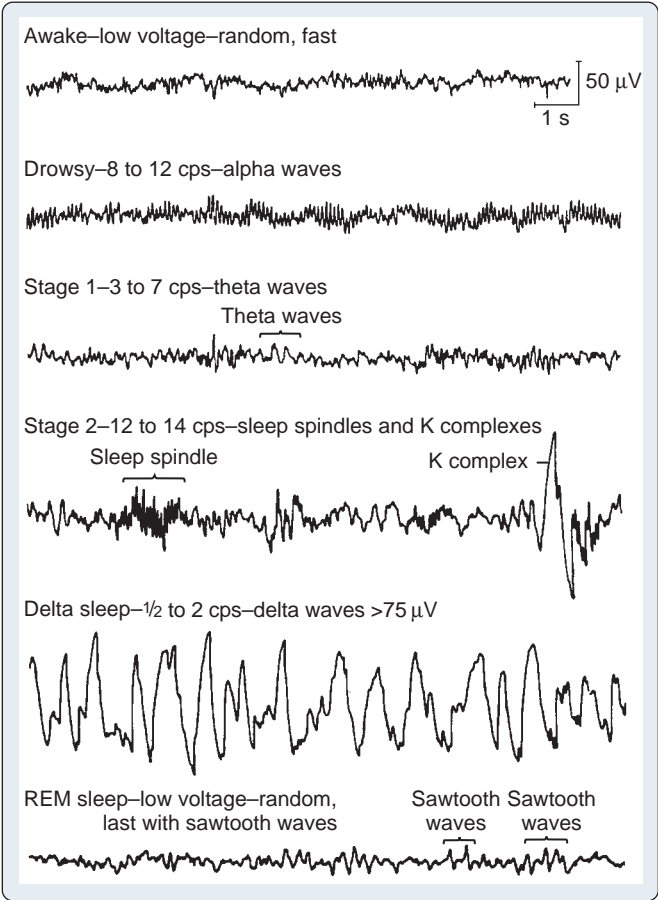 Awake–low voltage–random, fast
50 μV
1 s
Drowsy–8 to 12 cps–alpha waves
Stage 1–3 to 7 cps–theta waves
Theta waves
Stage 2–12 to 14 cps–sleep spindles and K complexes
Sleep spindle
K complex
Delta sleep–1/2 to 2 cps–delta waves >75 μV
REM sleep–low voltage–random,
last with sawtooth waves
Sawtooth Sawtooth
waves waves